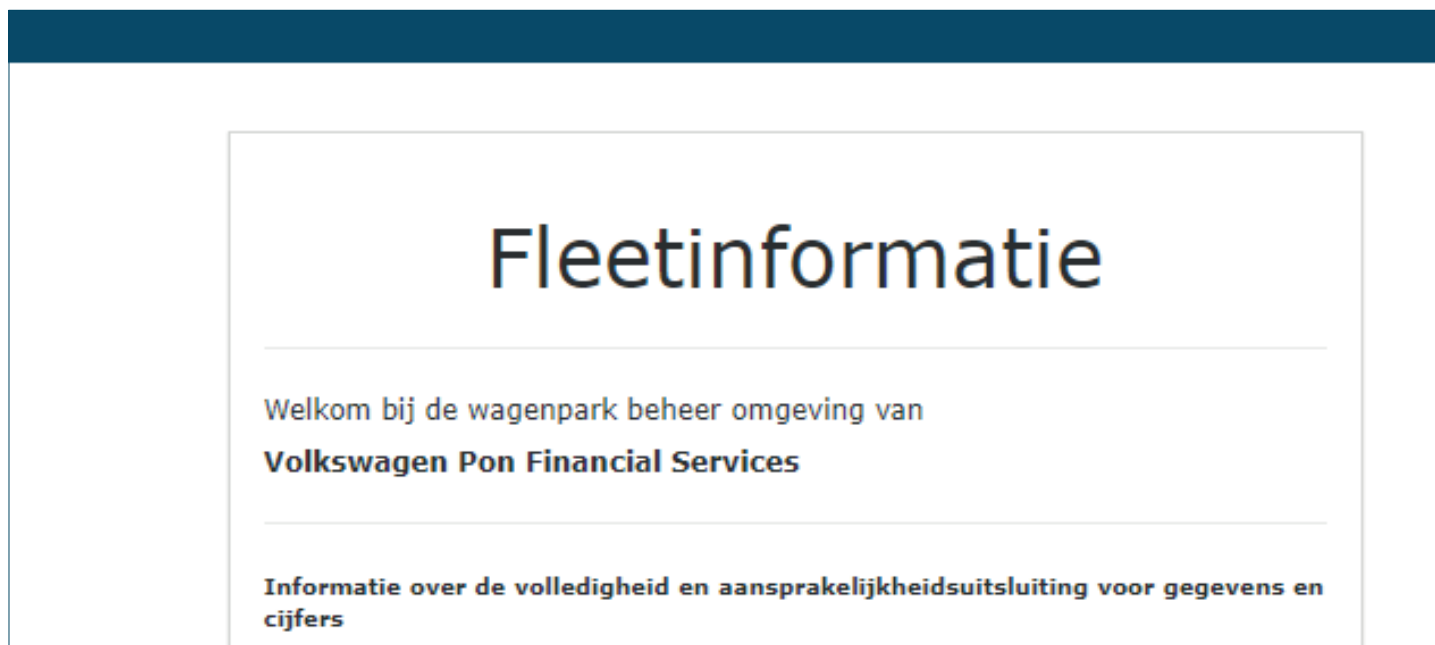 Fleetinformatie
Welkom bij de wagenpark beheer omgeving van
Volkswagen Pon Financial Services
Informatie over de volledigheid en aansprakelijkheidsuitsluiting voor gegevens en
cijfers